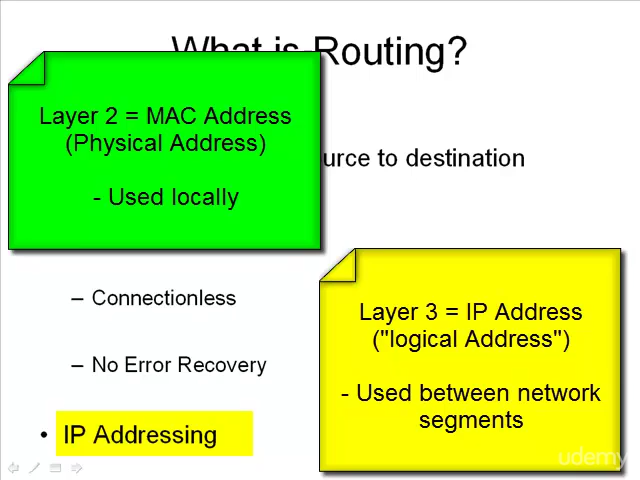 What is Routing?
Layer 2 = MAC Address
(Physical Address)
- Used locally
to destination
– Connectionless
– No Error Recovery
• IP Addressing
Layer 3 = IP Address
("logical Address")
- Used between network
segments
udemy